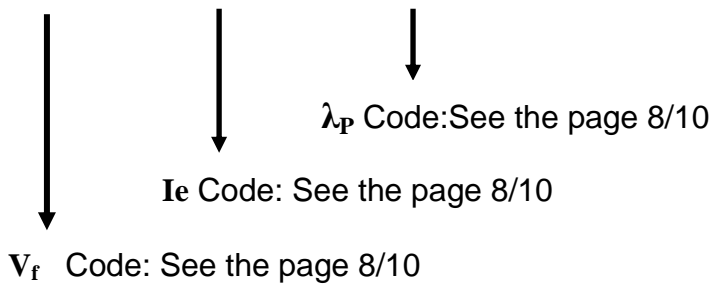 λP Code:See the page 8/10
Ie Code: See the page 8/10
Vf Code: See the page 8/10